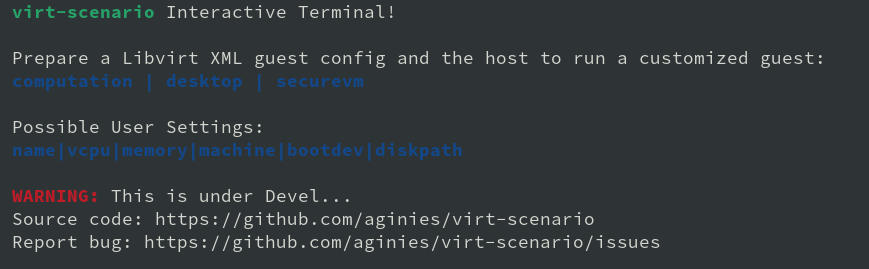 virt-scenario Interactive Terminal!
Prepare a Libvirt XML guest config and the host to run a customized guest:
computation | desktop | securevm
Possible User Settings:
name|vcpu|memory|machine|bootdev|diskpath
WARNING: This is under Devel...
Source code: https://github.com/aginies/virt-scenario
Report bug: https://github.com/aginies/virt-scenario/issues